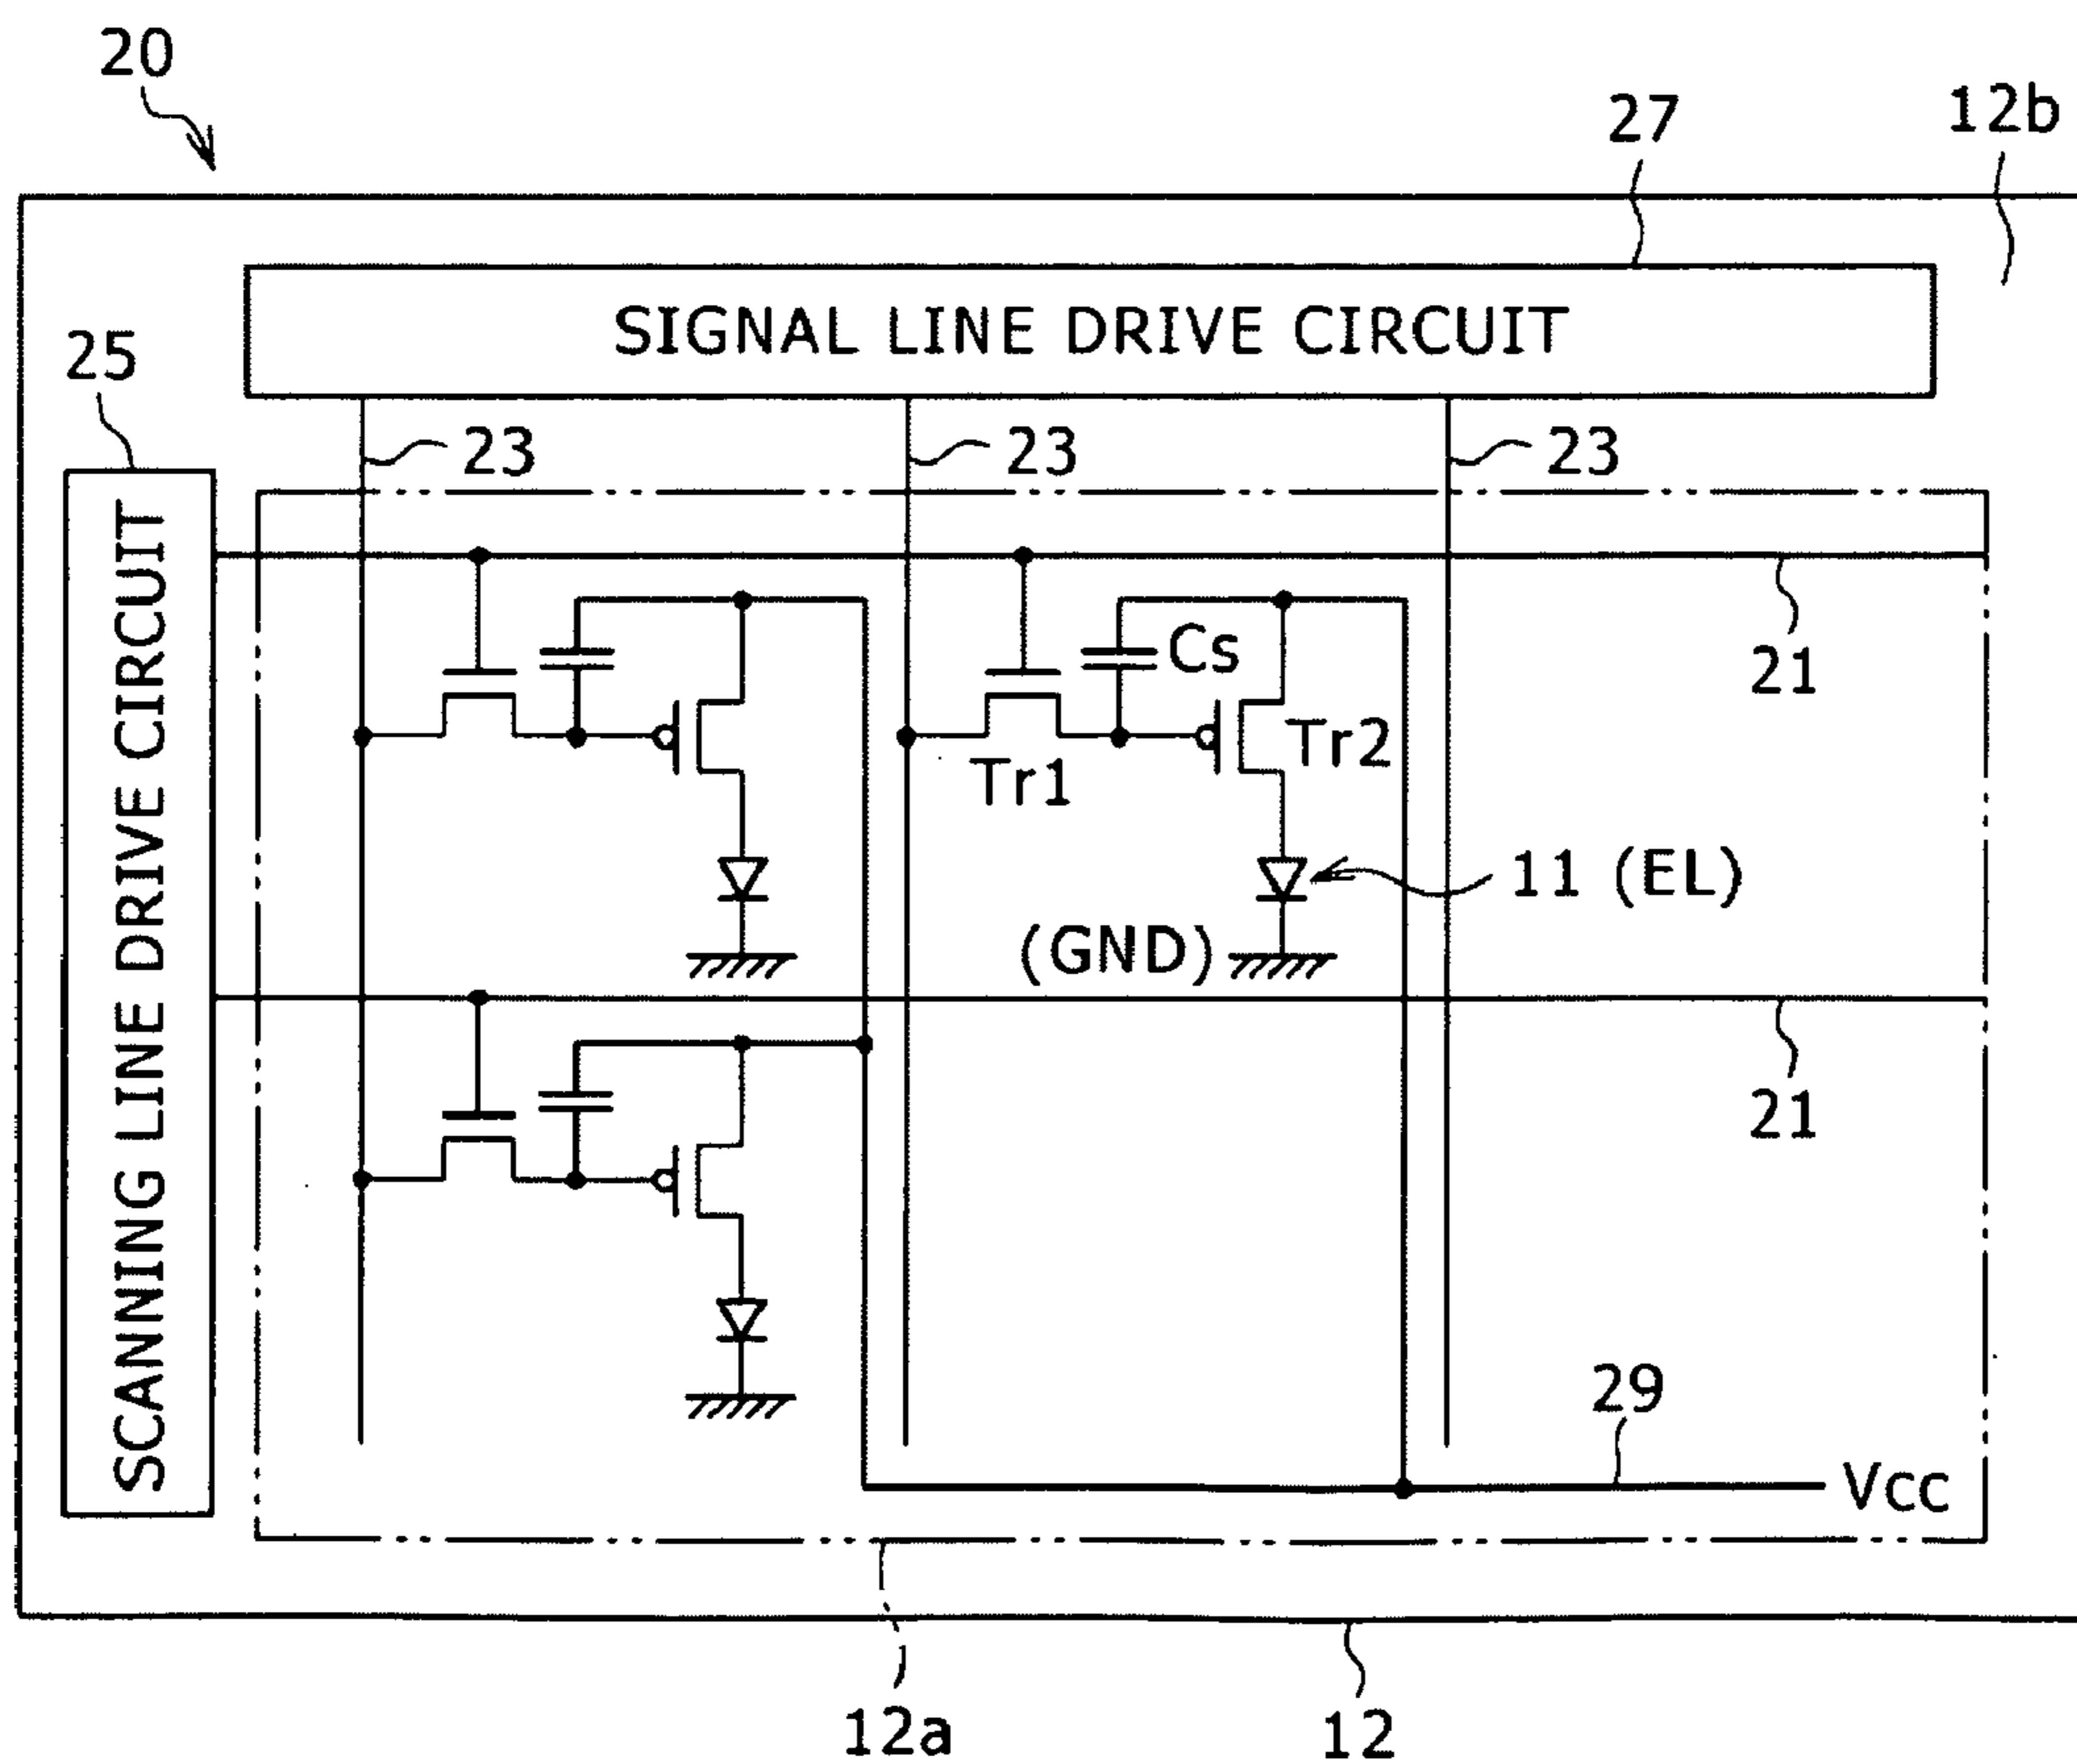 20
27
12b
SIGNAL LINE DRIVE CIRCUIT
25
23 23 23
SCANNING LINE DRIVE CIRCUIT
Cs
21
Tr2
Tr1
11 (EL)
(GND)
21
29
Vcc
12a
12